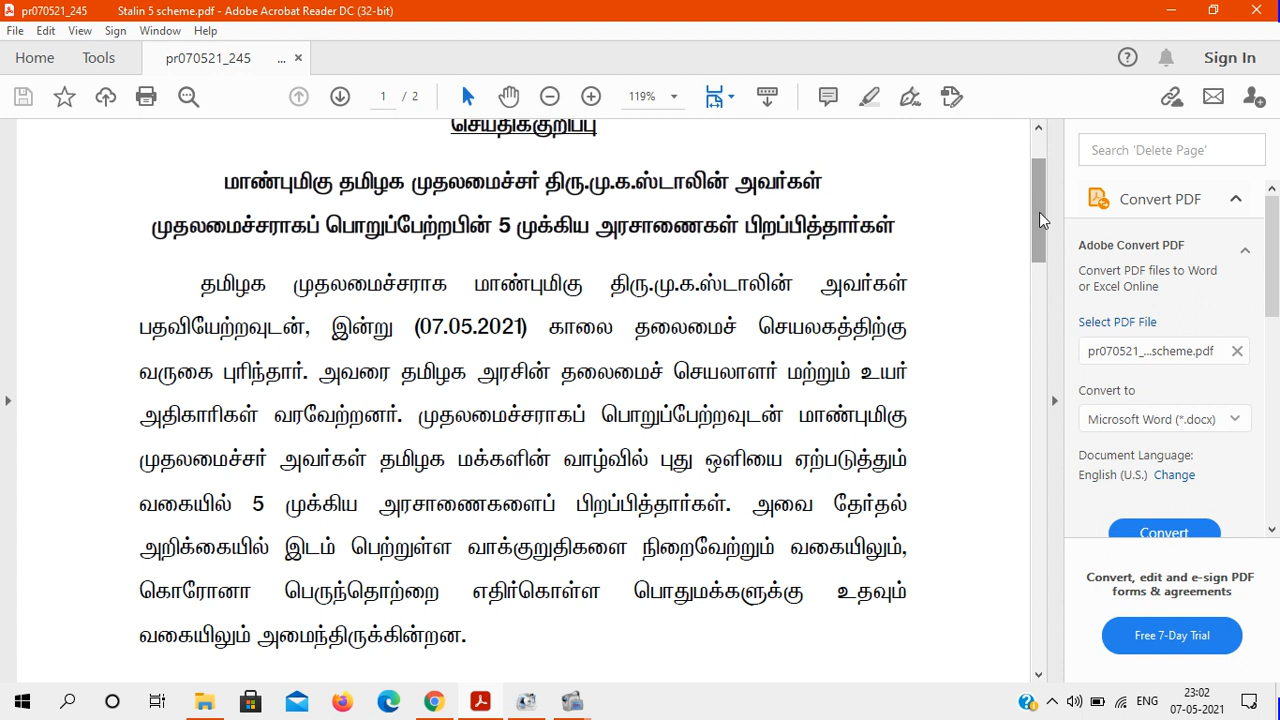 pr070521_245 Stalin 5 scheme.pdf - Adobe Acrobat Reader DC (32-bit)
File Edit View Sign Window Help
Home Tools pr070521_245 ... × Sign In
1 / 2 119%
செய்திக்குறிப்பு
மாண்புமிகு தமிழக முதலமைச்சர் திரு.மு.க.ஸ்டாலின் அவர்கள்
முதலமைச்சராகப் பொறுப்பேற்றபின் 5 முக்கிய அரசாணைகள் பிறப்பித்தார்கள்
தமிழக முதலமைச்சராக மாண்புமிகு திரு.மு.க.ஸ்டாலின் அவர்கள்
பதவியேற்றவுடன், இன்று (07.05.2021) காலை தலைமைச் செயலகத்திற்கு
வருகை புரிந்தார். அவரை தமிழக அரசின் தலைமைச் செயலாளர் மற்றும் உயர்
அதிகாரிகள் வரவேற்றனர். முதலமைச்சராகப் பொறுப்பேற்றவுடன் மாண்புமிகு
முதலமைச்சர் அவர்கள் தமிழக மக்களின் வாழ்வில் புது ஒளியை ஏற்படுத்தும்
வகையில் 5 முக்கிய அரசாணைகளைப் பிறப்பித்தார்கள். அவை தேர்தல்
அறிக்கையில் இடம் பெற்றுள்ள வாக்குறுதிகளை நிறைவேற்றும் வகையிலும்,
கொரோனா பெருந்தொற்றை எதிர்கொள்ள பொதுமக்களுக்கு உதவும்
வகையிலும் அமைந்திருக்கின்றன.
Search 'Delete Page'
Convert PDF
Adobe Convert PDF
Convert PDF files to Word
or Excel Online
Select PDF File
pr070521_...scheme.pdf
Convert to
Microsoft Word (*.docx)
Document Language:
English (U.S.) Change
Convert
Convert, edit and e-sign PDF
forms & agreements
Free 7-Day Trial
ENG
23:02
07-05-2021